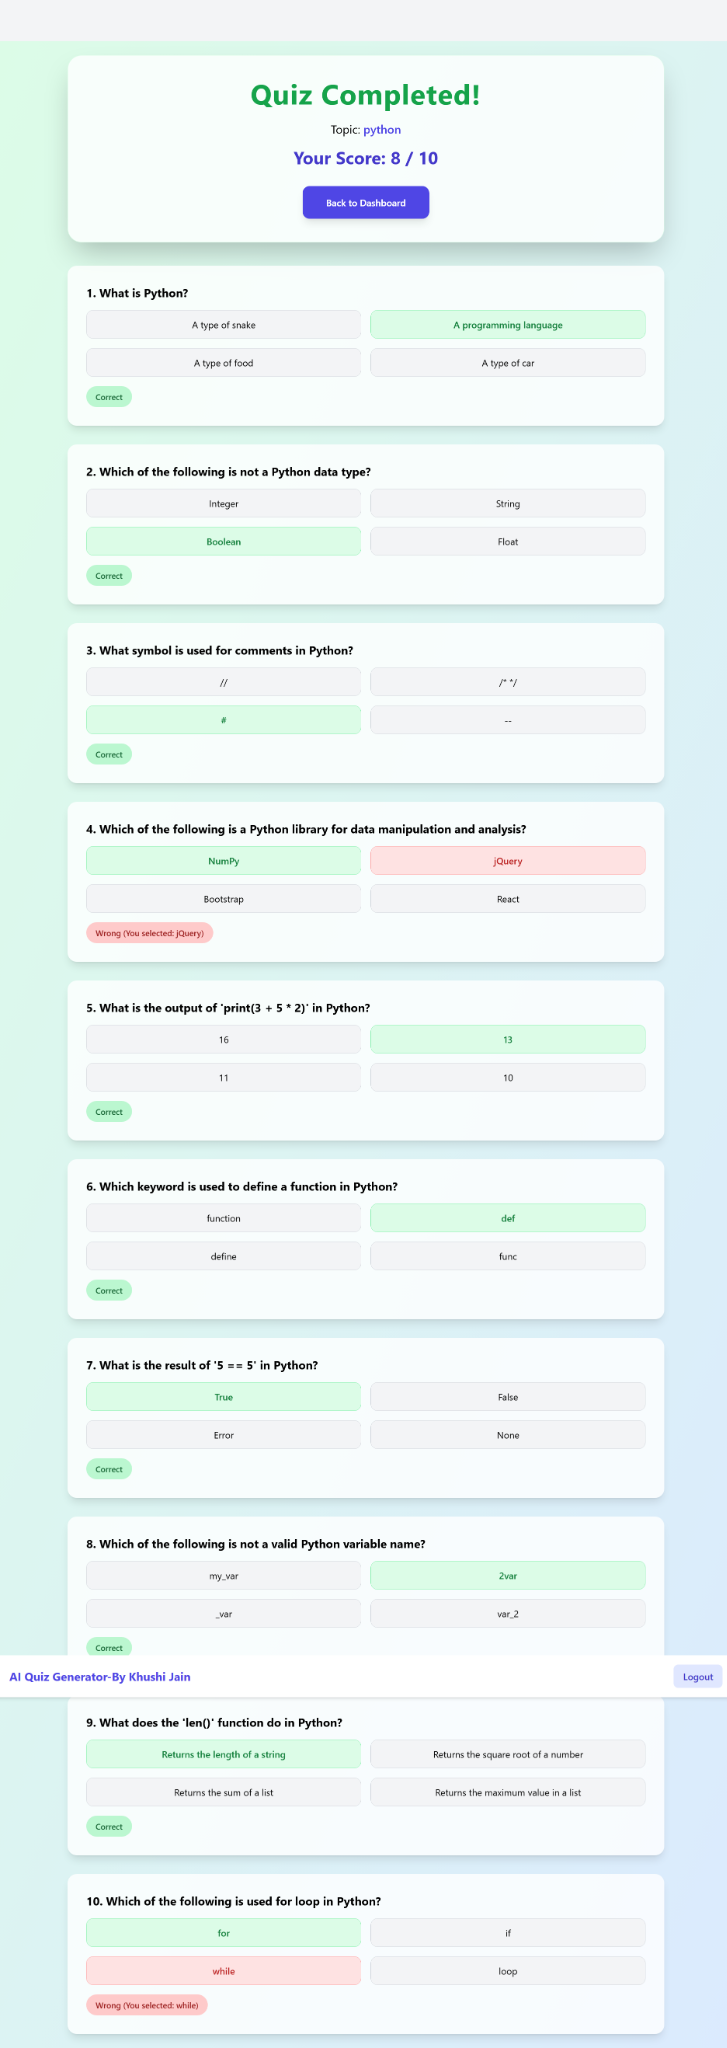 Quiz Completed!
Topic: python
Your Score: 8 / 10
Back to Dashboard
1. What is Python?
A type of snake
A programming language
A type of food
A type of car
Correct
2. Which of the following is not a Python data type?
Integer
String
Boolean
Float
Correct
3. What symbol is used for comments in Python?
//
/* */
#
--
Correct
4. Which of the following is a Python library for data manipulation and analysis?
NumPy
jQuery
Bootstrap
React
Wrong (You selected: jQuery)
5. What is the output of 'print(3 + 5 * 2)' in Python?
16
13
11
10
Correct
6. Which keyword is used to define a function in Python?
function
def
define
func
Correct
7. What is the result of '5 == 5' in Python?
True
False
Error
None
Correct
8. Which of the following is not a valid Python variable name?
my_var
2var
_var
var_2
Correct
AI Quiz Generator-By Khushi Jain
Logout
9. What does the 'len()' function do in Python?
Returns the length of a string
Returns the square root of a number
Returns the sum of a list
Returns the maximum value in a list
Correct
10. Which of the following is used for loop in Python?
for
if
while
loop
Wrong (You selected: while)